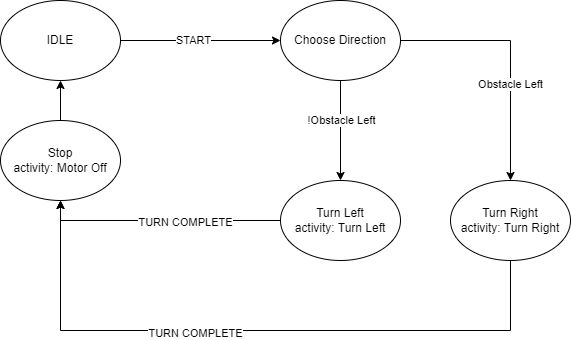 IDLE
START
Choose Direction
Obstacle Left
!Obstacle Left
Stop
activity: Motor Off
Turn Left
activity: Turn Left
Turn Right
activity: Turn Right
TURN COMPLETE
TURN COMPLETE